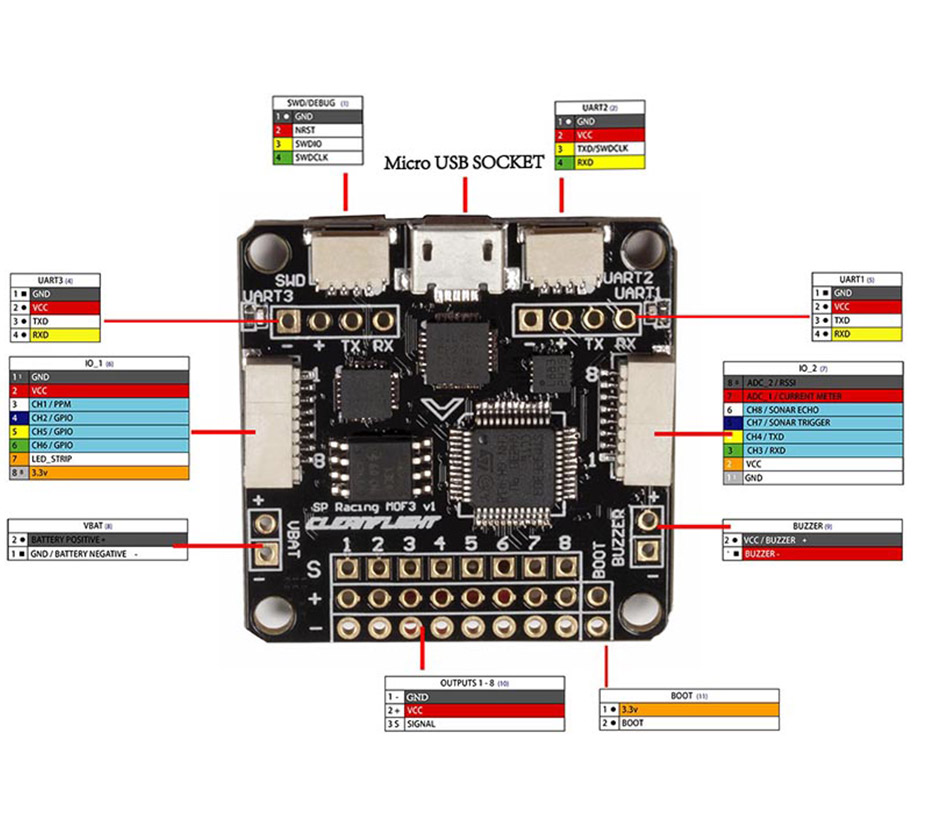 SWD/DEBUG (1)
1 ● GND
2 NRST
3 SWDIO
4 SWDCLK
Micro USB SOCKET
UART2 (2)
1 ● GND
2 VCC
3 TXD/SWDCLK
4 RXD
UART3 (4)
1 ■ GND
2 ● VCC
3 ● TXD
4 ● RXD
UART1 (5)
1 ■ GND
2 ● VCC
3 ● TXD
4 ● RXD
IO_1 (6)
1 GND
2 VCC
3 CH1 / PPM
4 CH2 / GPIO
5 CH5 / GPIO
6 CH6 / GPIO
7 LED_STRIP
8 8 3.3v
IO_2 (7)
8 8 ADC_2 / RSSI
7 ADC_1 / CURRENT METER
6 CH8 / SONAR ECHO
CH7 / SONAR TRIGGER
CH4 / TXD
3 CH3 / RXD
2 VCC
1 GND
VBAT (8)
2 ● BATTERY POSITIVE +
1 ■ GND / BATTERY NEGATIVE -
BUZZER (9)
2 ● VCC / BUZZER +
■ BUZZER -
SWD
UART3
- + TX RX
UART2
UART1
- + TX RX
1
8
8
1
+
VBAT
-
SP Racing MOF3 v1
CLEANFLIGHT
+
BUZZER
-
1 2 3 4 5 6 7 8
BOOT
S
+
-
OUTPUTS 1 - 8 (10)
1 - GND
2 + VCC
3 S SIGNAL
BOOT (11)
1 ● 3.3v
2 ● BOOT